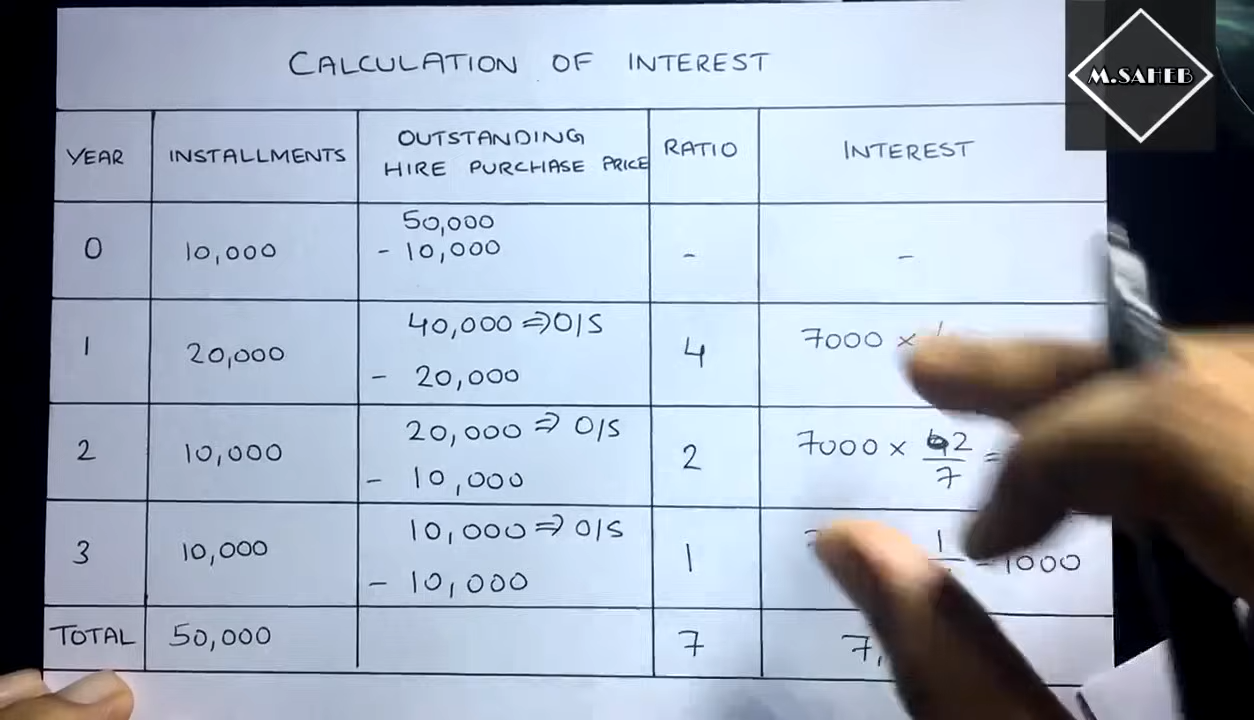 CALCULATION OF INTEREST
M.SAHEB
YEAR
INSTALLMENTS
OUTSTANDING
HIRE PURCHASE PRICE
RATIO
INTEREST
0
10,000
50,000
- 10,000
-
-
1
20,000
40,000 ⇒ O/S
- 20,000
4
7000 ×
2
10,000
20,000 ⇒ O/S
- 10,000
2
7000 × 2/7 =
3
10,000
10,000 ⇒ O/S
- 10,000
1
1
1000
TOTAL
50,000
7
7,